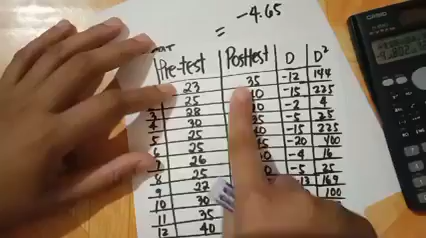 = -4.65
Pre-test Posttest D D²
23 35 -12 144
25 -15 225
3 28 -2 4
4 30 -5 25
5 25 -15 225
6 25 -20 400
7 26 -4 16
8 25 -5 25
9 22 169
10 30 100
11 35
12 40
CASIO